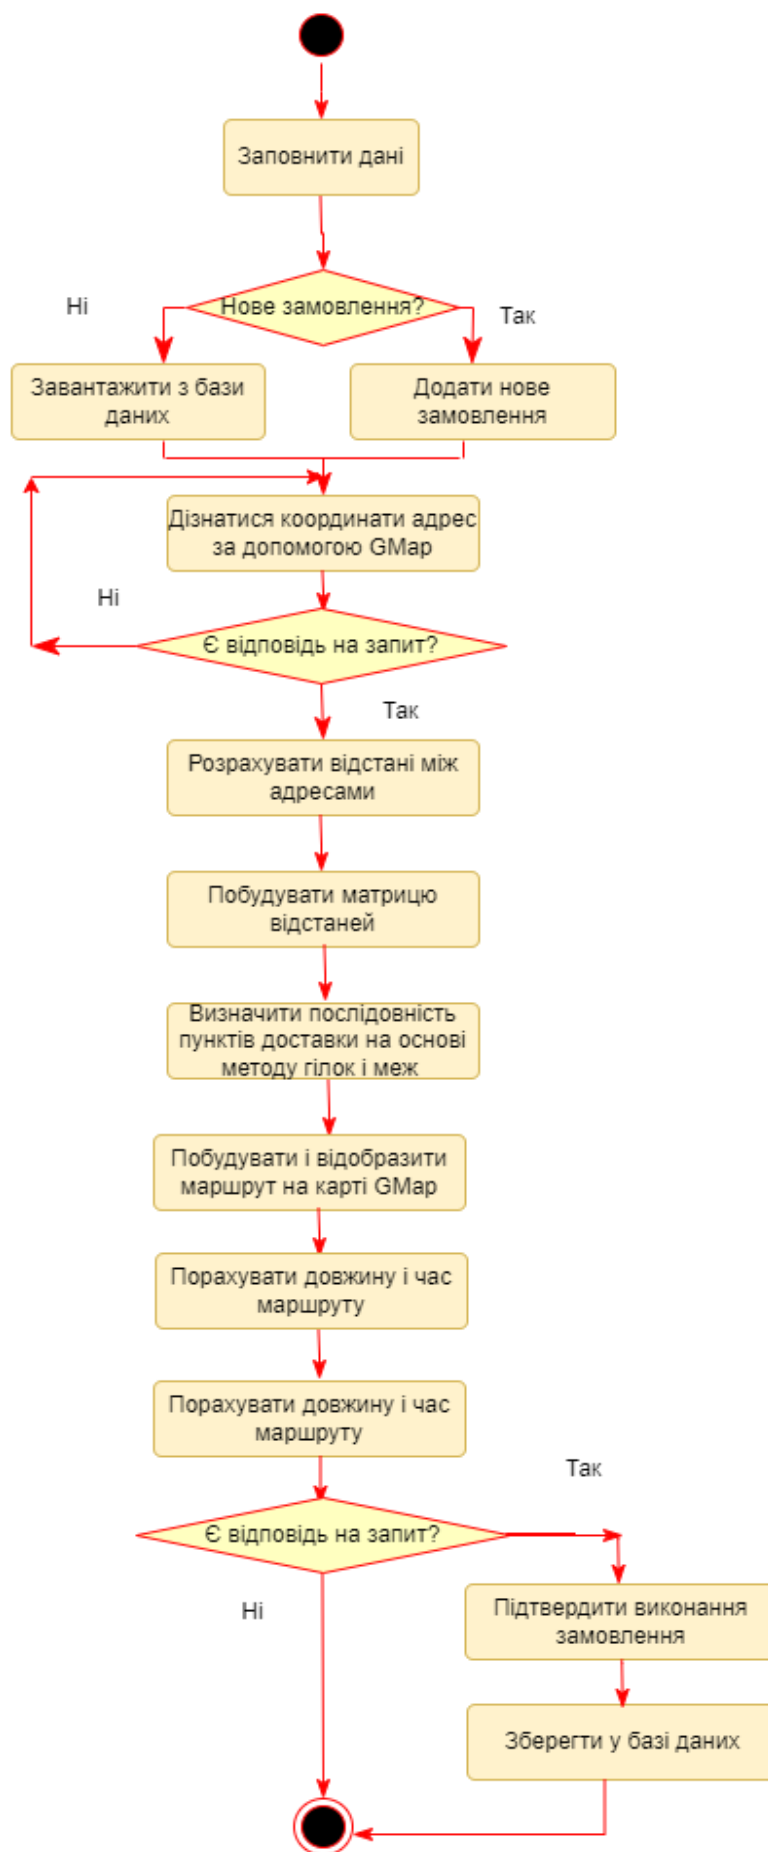 Заповнити дані
Нове замовлення?
Ні
Так
Завантажити з бази
даних
Додати нове
замовлення
Дізнатися координати адрес
за допомогою GMap
Ні
Є відповідь на запит?
Так
Розрахувати відстані між
адресами
Побудувати матрицю
відстаней
Визначити послідовність
пунктів доставки на основі
методу гілок і меж
Побудувати і відобразити
маршрут на карті GMap
Порахувати довжину і час
маршруту
Порахувати довжину і час
маршруту
Так
Є відповідь на запит?
Ні
Підтвердити виконання
замовлення
Зберегти у базі даних